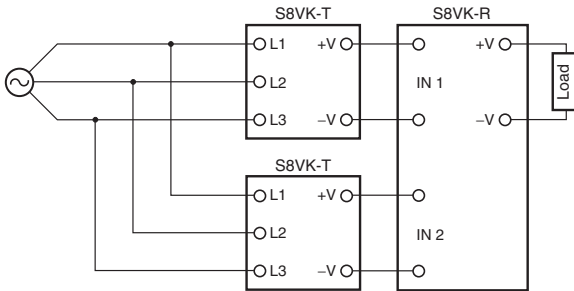 S8VK-T
S8VK-R
L1 +V
+V
L2
IN 1
Load
L3 −V
−V
S8VK-T
L1 +V
L2
IN 2
L3 −V